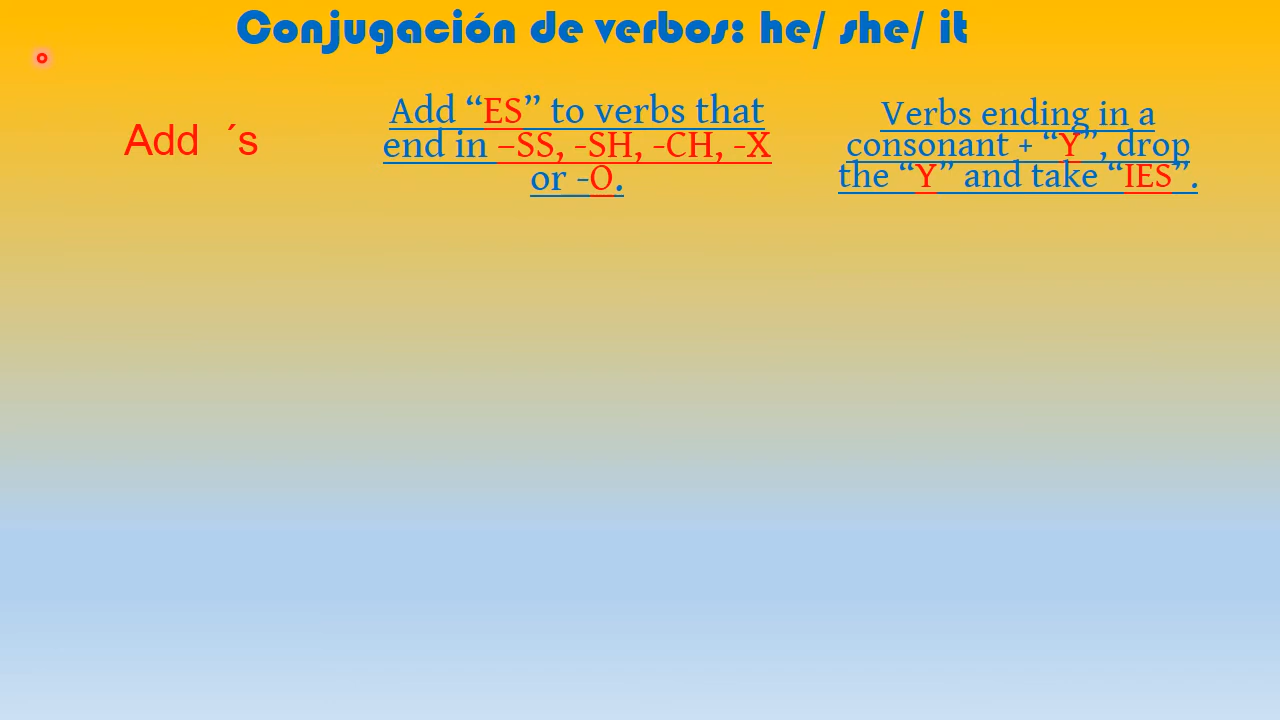 Conjugación de verbos: he/ she/ it
Add ´s
Add “ES” to verbs that
end in –SS, -SH, -CH, -X
or -O.
Verbs ending in a
consonant + “Y”, drop
the “Y” and take “IES”.